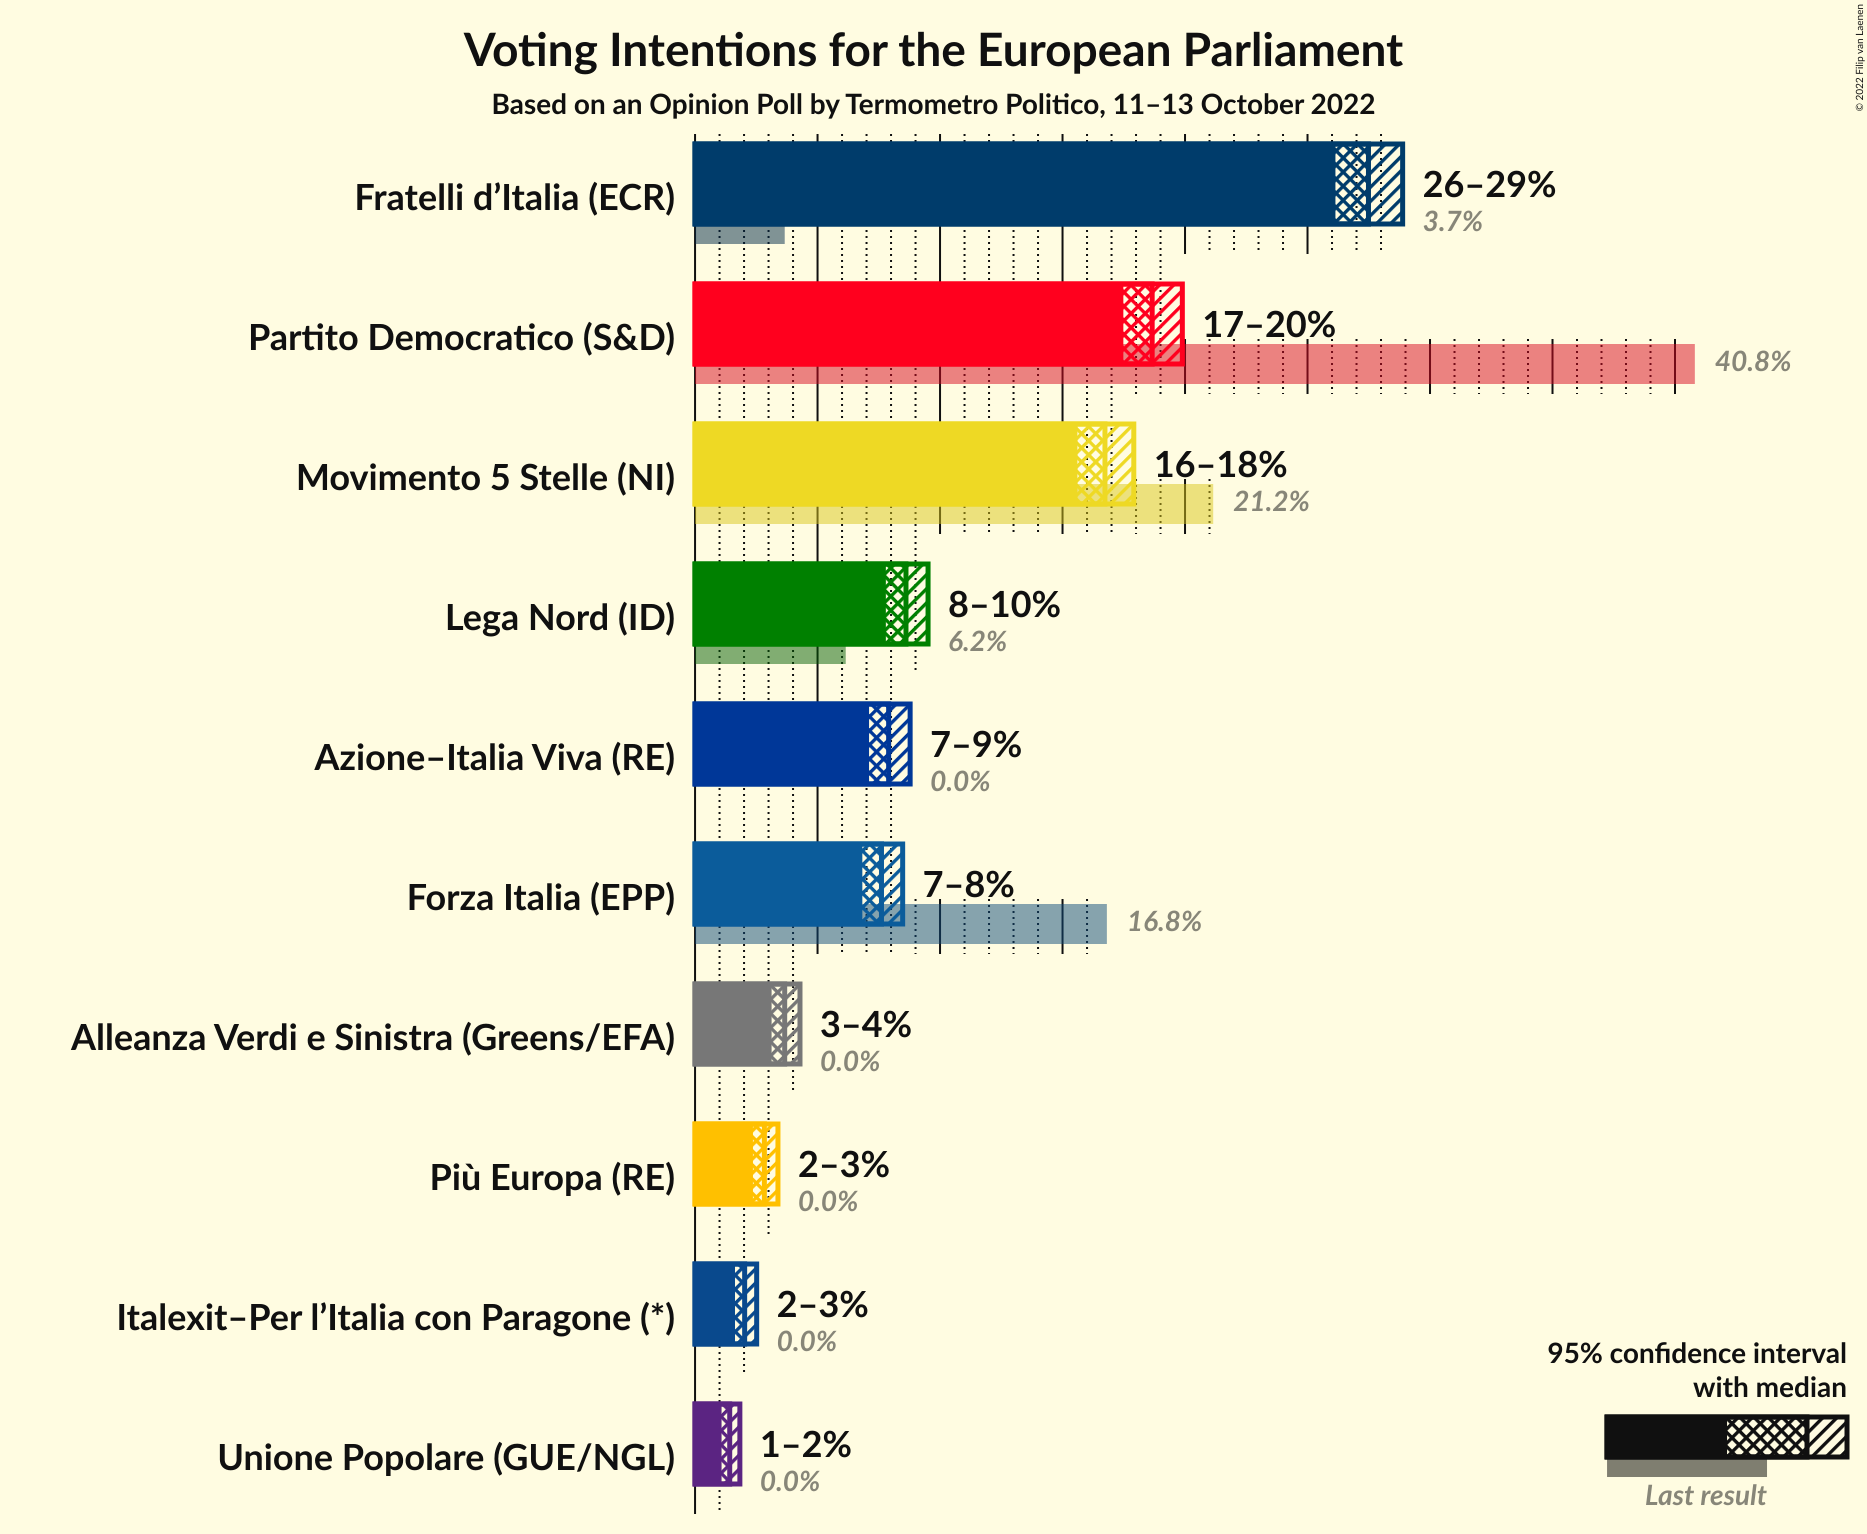 © 2022 Filip van Laenen
Voting Intentions for the European Parliament
Based on an Opinion Poll by Termometro Politico, 11–13 October 2022
Fratelli d’Italia (ECR)
26–29%
3.7%
Partito Democratico (S&D)
17–20%
40.8%
Movimento 5 Stelle (NI)
16–18%
21.2%
Lega Nord (ID)
8–10%
6.2%
Azione–Italia Viva (RE)
7–9%
0.0%
Forza Italia (EPP)
7–8%
16.8%
Alleanza Verdi e Sinistra (Greens/EFA)
3–4%
0.0%
Più Europa (RE)
2–3%
0.0%
Italexit–Per l’Italia con Paragone (*)
2–3%
0.0%
Unione Popolare (GUE/NGL)
1–2%
0.0%
95% confidence interval
with median
Last result